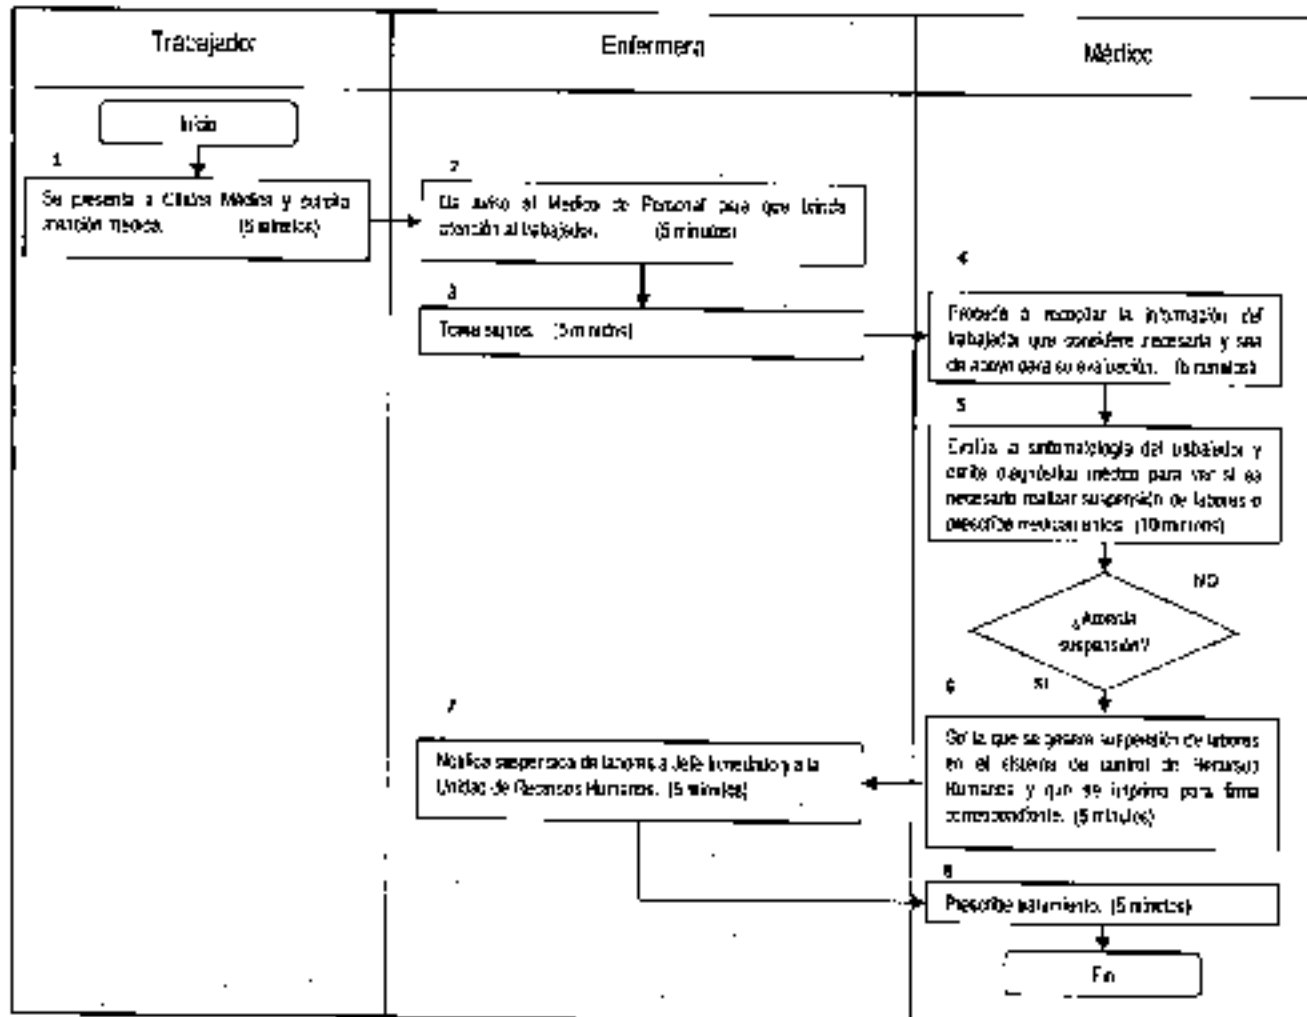 Trabajador
Enfermera
Médico
Inicio
1
Se presenta a Clínica Médica y solicita
atención médica. (5 minutos)
2
Da aviso al Medico de Personal para que brinde
atención al trabajador. (5 minutos)
3
Toma signos. (5 minutos)
4
Procede a recopilar la información del
trabajador que considere necesaria y sea
de apoyo para su evaluación. (5 minutos)
5
Evalúa la sintomatología del trabajador y
emite diagnóstico médico para ver si es
necesario realizar suspensión de labores o
prescribe medicamentos. (10 minutos)
NO
¿Amerita
suspensión?
SI
6
que se genere suspensión de labores
en el sistema de control de Recursos
Humanos y que se imprima para firma
correspondiente. (5 minutos)
7
Notifica suspensión de labores a Jefe Inmediato y a la
Unidad de Recursos Humanos. (5 minutos)
8
Prescribe tratamiento. (5 minutos)
Fin